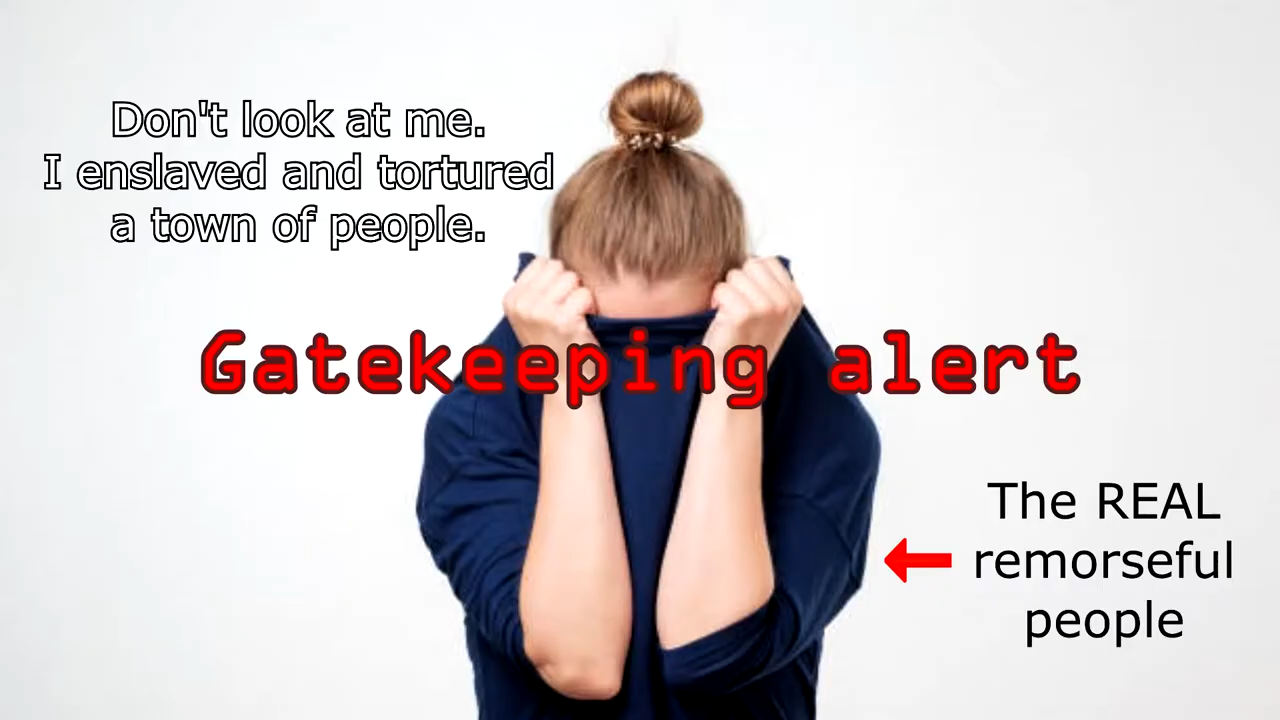 Don't look at me.
I enslaved and tortured
a town of people.
Gatekeeping alert
The REAL
remorseful
people